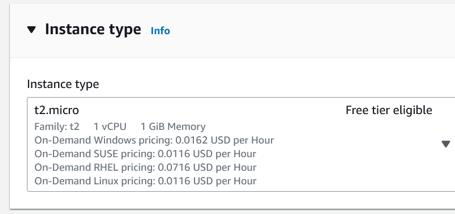 Instance type Info
Instance type
t2.micro Free tier eligible
Family: t2 1 vCPU 1 GiB Memory
On-Demand Windows pricing: 0.0162 USD per Hour
On-Demand SUSE pricing: 0.0116 USD per Hour
On-Demand RHEL pricing: 0.0716 USD per Hour
On-Demand Linux pricing: 0.0116 USD per Hour